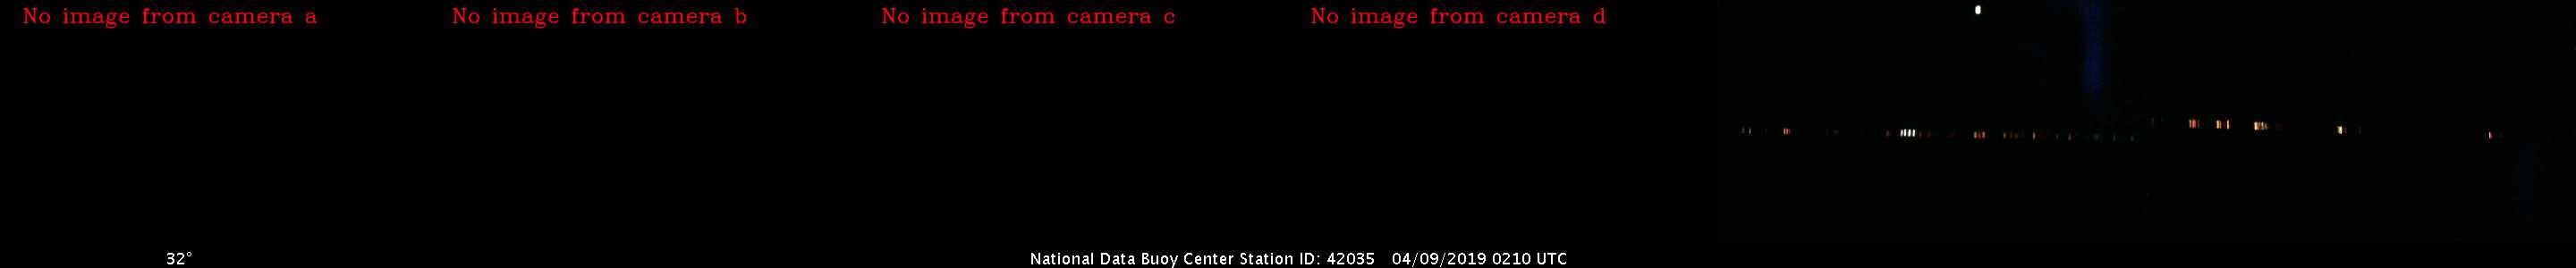 No image from camera a
No image from camera b
No image from camera c
No image from camera d
32°
National Data Buoy Center Station ID: 42035 04/09/2019 0210 UTC